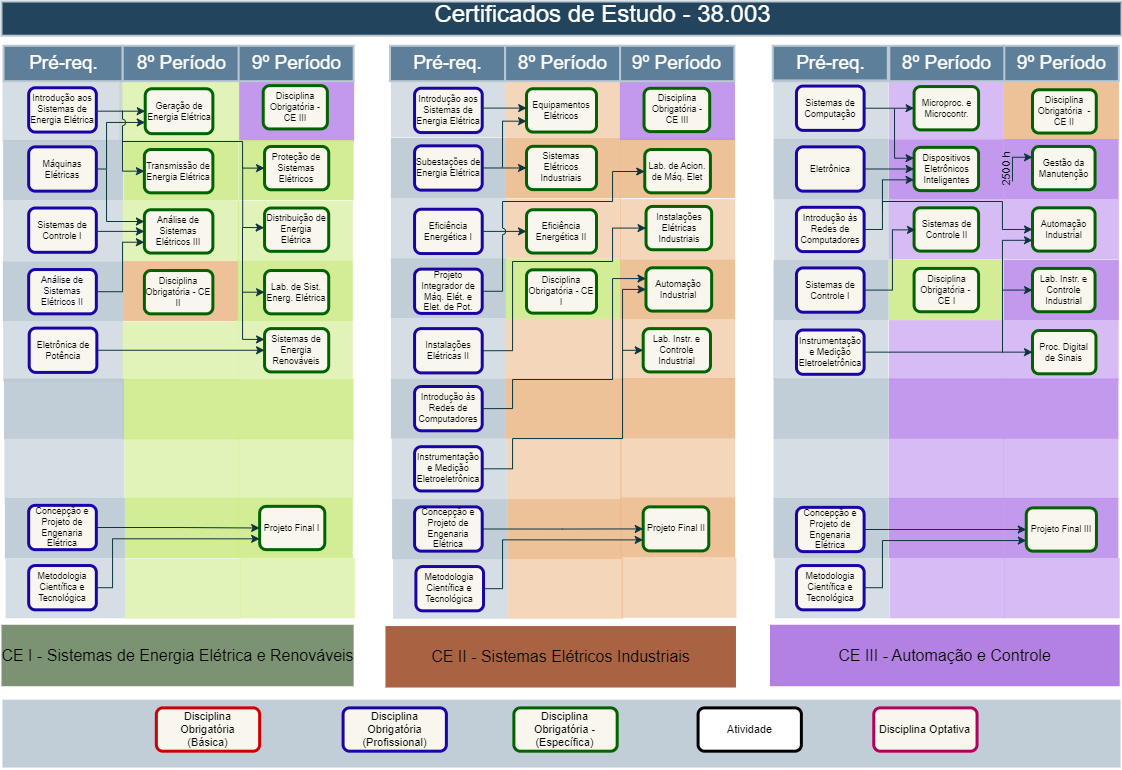 Certificados de Estudo - 38.003
Pré-req.
8º Período
9º Período
Introdução aos
Sistemas de
Energia Elétrica
Geração de
Energia Elétrica
Disciplina
Obrigatória -
CE III
Máquinas
Elétricas
Transmissão de
Energia Elétrica
Proteção de
Sistemas
Elétricos
Sistemas de
Controle I
Análise de
Sistemas
Elétricos III
Distribuição de
Energia
Elétrica
Análise de
Sistemas
Elétricos II
Disciplina
Obrigatória - CE
II
Lab. de Sist.
Energ. Elétrica
Eletrônica de
Potência
Sistemas de
Energia
Renováveis
Concepção e
Projeto de
Engenaria
Elétrica
Projeto Final I
Metodologia
Científica e
Tecnológica
CE I - Sistemas de Energia Elétrica e Renováveis
Pré-req.
8º Período
9º Período
Introdução aos
Sistemas de
Energia Elétrica
Equipamentos
Elétricos
Disciplina
Obrigatória -
CE III
Subestações de
Energia Elétrica
Sistemas
Elétricos
Industriais
Lab. de Acion.
de Máq. Elet
Eficiência
Energética I
Eficiência
Energética II
Instalações
Elétricas
Industriais
Projeto
Integrador de
Máq. Elét. e
Elet. de Pot.
Disciplina
Obrigatória - CE
I
Automação
Industrial
Instalações
Elétricas II
Lab. Instr. e
Controle
Industrial
Introdução às
Redes de
Computadores
Instrumentação
e Medição
Eletroeletrônica
Concepção e
Projeto de
Engenaria
Elétrica
Projeto Final II
Metodologia
Científica e
Tecnológica
CE II - Sistemas Elétricos Industriais
Pré-req.
8º Período
9º Período
Sistemas de
Computação
Microproc. e
Microcontr.
Disciplina
Obrigatória - CE
II
Eletrônica
Dispositivos
Eletrônicos
Inteligentes
2500 h
Gestão da
Manutenção
Introdução às
Redes de
Computadores
Sistemas de
Controle II
Automação
Industrial
Sistemas de
Controle I
Disciplina
Obrigatória -
CE I
Lab. Instr. e
Controle
Industrial
Instrumentação
e Medição
Eletroeletrônica
Proc. Digital
de Sinais
Concepção e
Projeto de
Engenaria
Elétrica
Projeto Final III
Metodologia
Científica e
Tecnológica
CE III - Automação e Controle
Disciplina
Obrigatória
(Básica)
Disciplina
Obrigatória
(Profissional)
Disciplina
Obrigatória -
(Específica)
Atividade
Disciplina Optativa